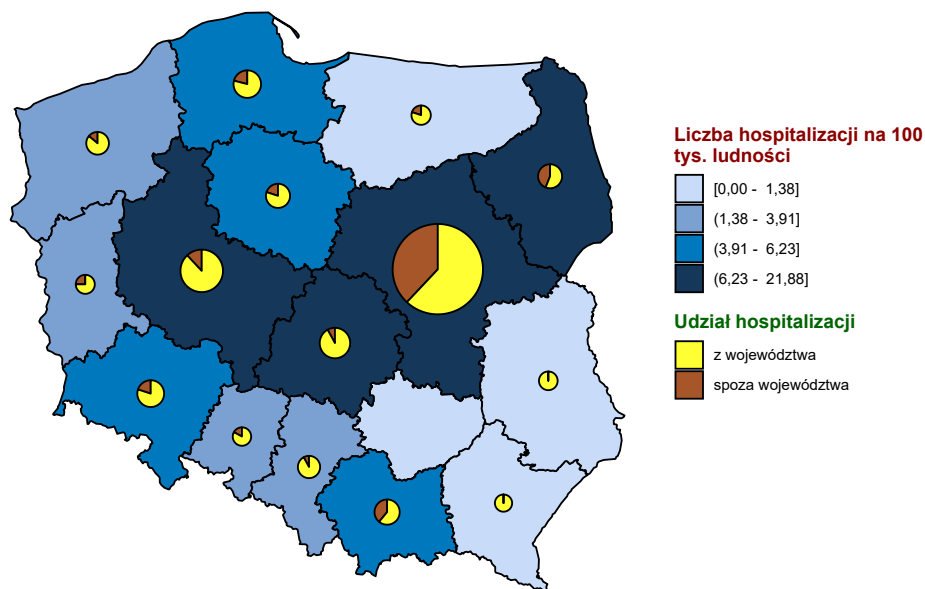 Liczba hospitalizacji na 100
tys. ludności
[0,00 - 1,38]
(1,38 - 3,91]
(3,91 - 6,23]
(6,23 - 21,88]
Udział hospitalizacji
z województwa
spoza województwa